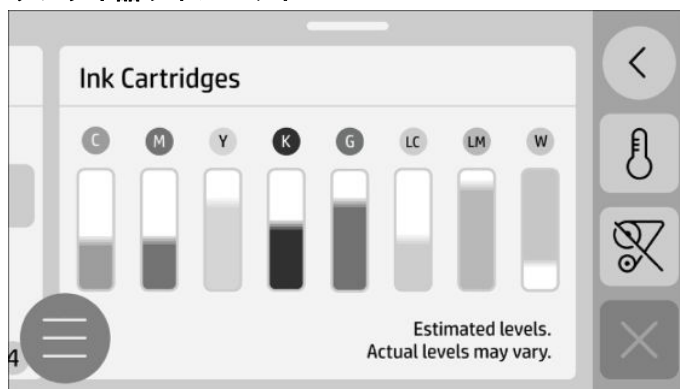 Ink Cartridges
C M Y K G LC LM W
Estimated levels.
Actual levels may vary.
4